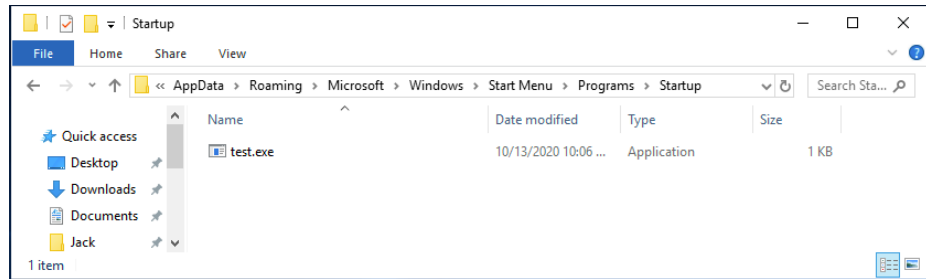 Startup
File Home Share View
« AppData > Roaming > Microsoft > Windows > Start Menu > Programs > Startup Search Sta...
Name Date modified Type Size
Quick access
test.exe 10/13/2020 10:06 ... Application 1 KB
Desktop
Downloads
Documents
Jack
1 item